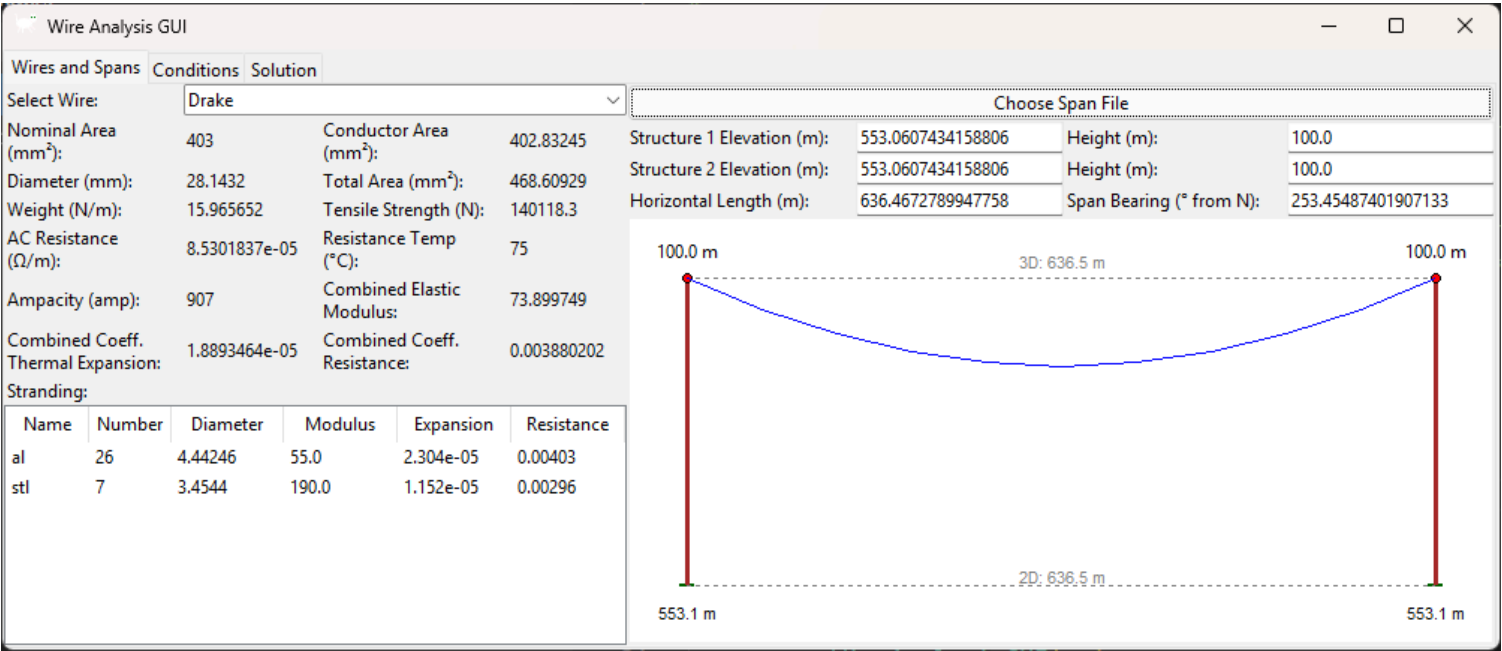 Wire Analysis GUI
Wires and Spans Conditions Solution
Select Wire: Drake
Nominal Area (mm²): 403 Conductor Area (mm²): 402.83245
Diameter (mm): 28.1432 Total Area (mm²): 468.60929
Weight (N/m): 15.965652 Tensile Strength (N): 140118.3
AC Resistance (Ω/m): 8.5301837e-05 Resistance Temp (°C): 75
Ampacity (amp): 907 Combined Elastic Modulus: 73.899749
Combined Coeff. Thermal Expansion: 1.8893464e-05 Combined Coeff. Resistance: 0.003880202
Stranding:
Name Number Diameter Modulus Expansion Resistance
al 26 4.44246 55.0 2.304e-05 0.00403
stl 7 3.4544 190.0 1.152e-05 0.00296
Choose Span File
Structure 1 Elevation (m): 553.0607434158806 Height (m): 100.0
Structure 2 Elevation (m): 553.0607434158806 Height (m): 100.0
Horizontal Length (m): 636.4672789947758 Span Bearing (° from N): 253.45487401907133
100.0 m 100.0 m
3D: 636.5 m
2D: 636.5 m
553.1 m 553.1 m